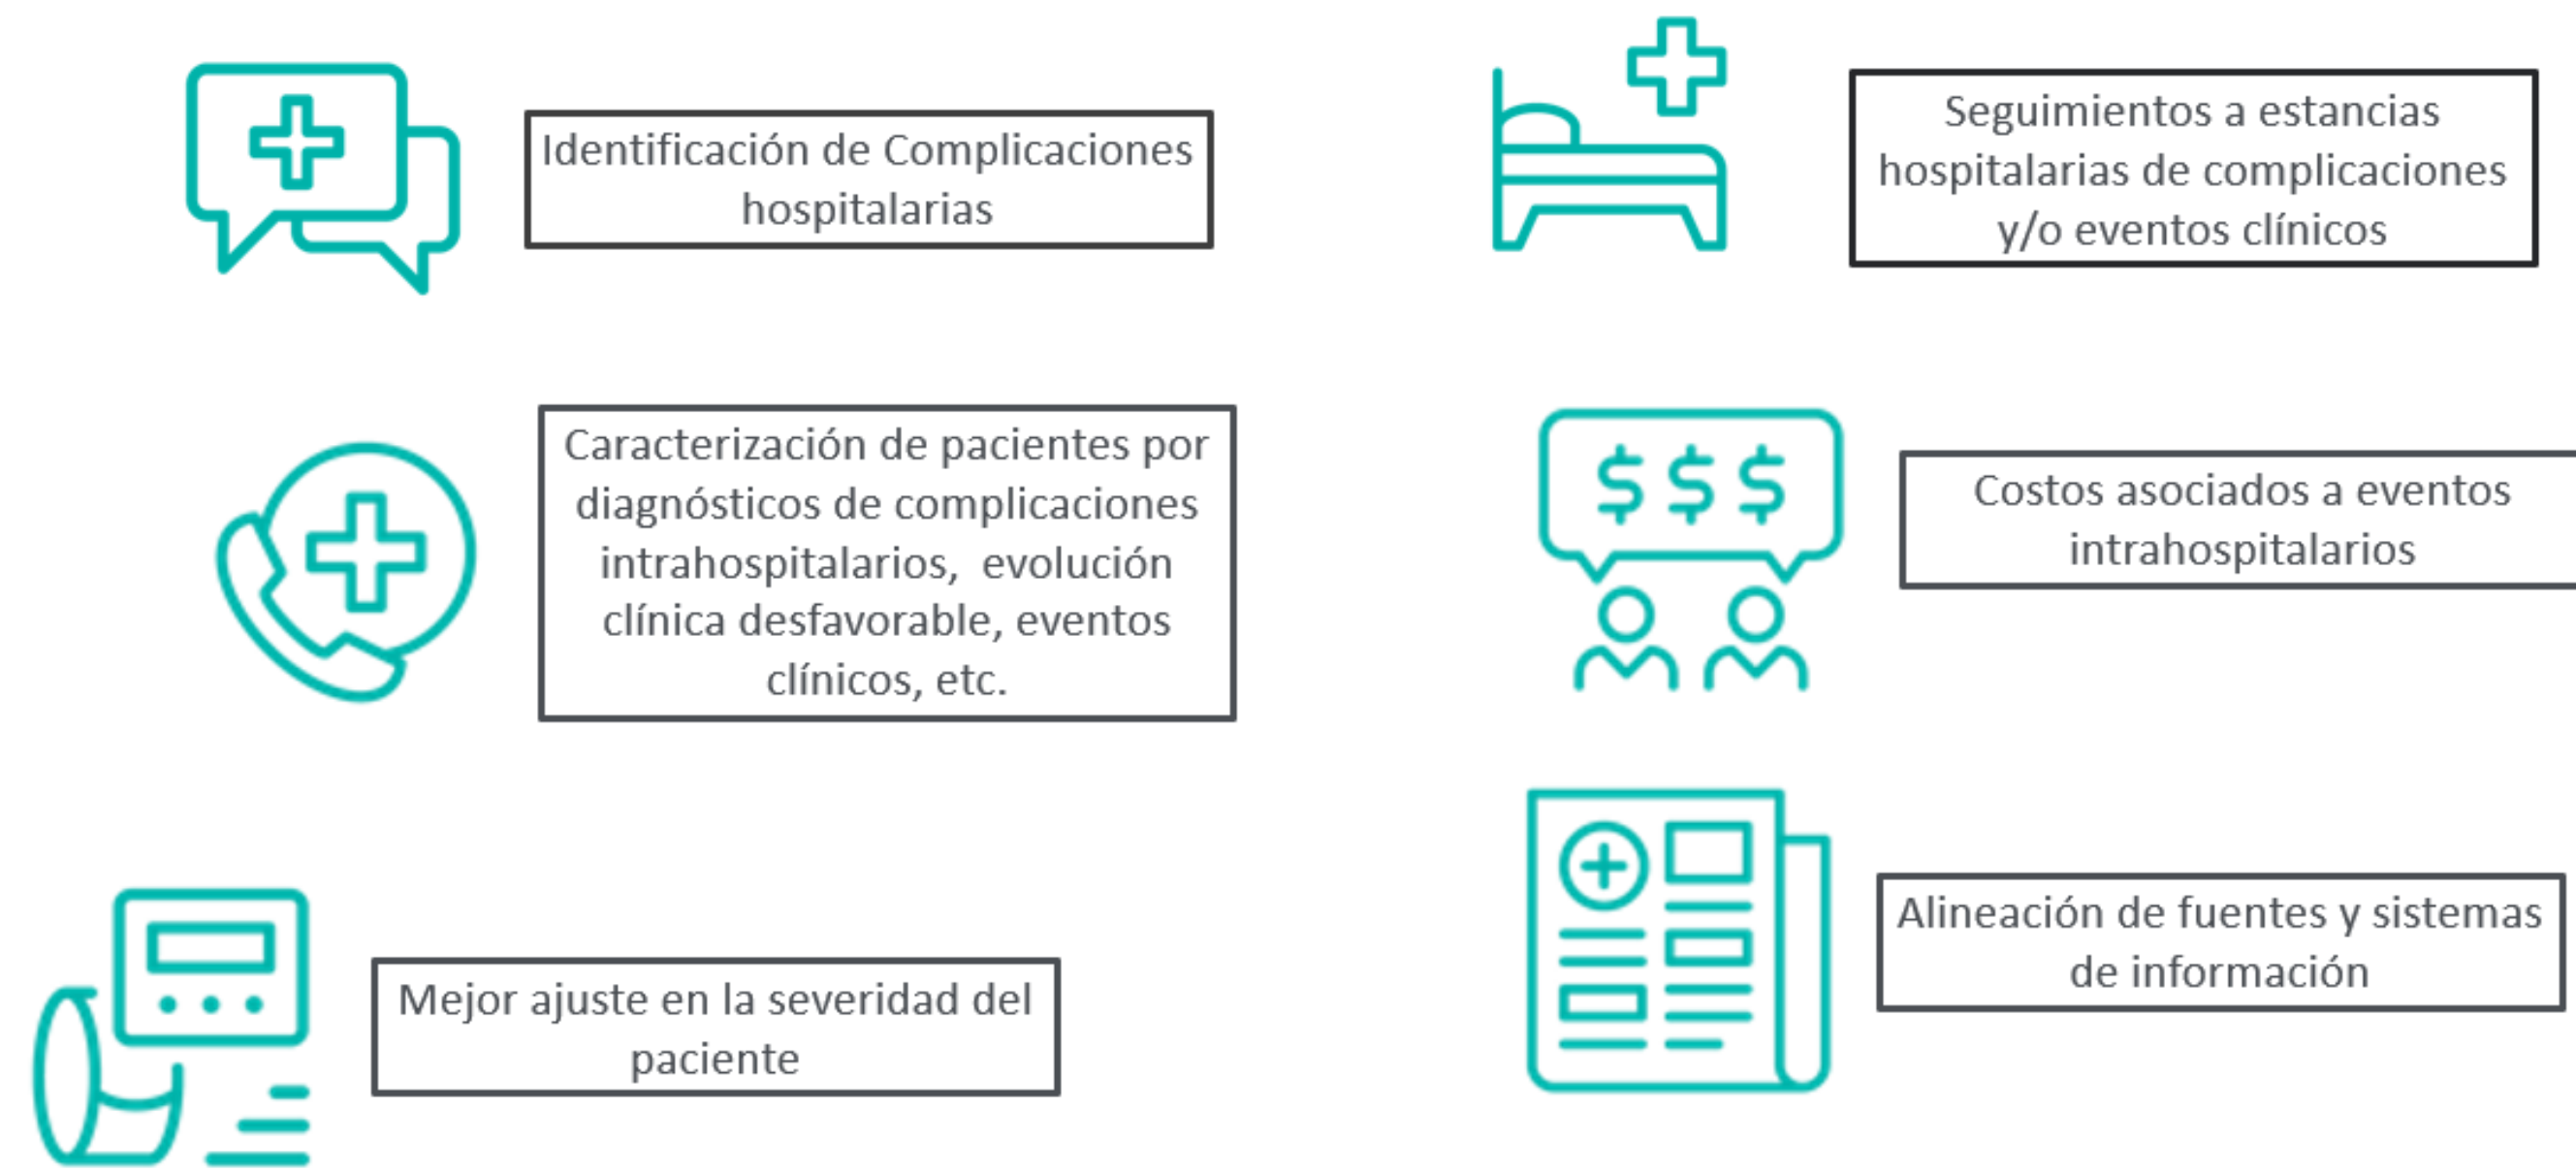 Identificación de Complicaciones
hospitalarias
Seguimientos a estancias
hospitalarias de complicaciones
y/o eventos clínicos
Caracterización de pacientes por
diagnósticos de complicaciones
intrahospitalarios,  evolución
clínica desfavorable, eventos
clínicos, etc.
$ $ $
Costos asociados a eventos
intrahospitalarios
Mejor ajuste en la severidad del
paciente
Alineación de fuentes y sistemas
de información